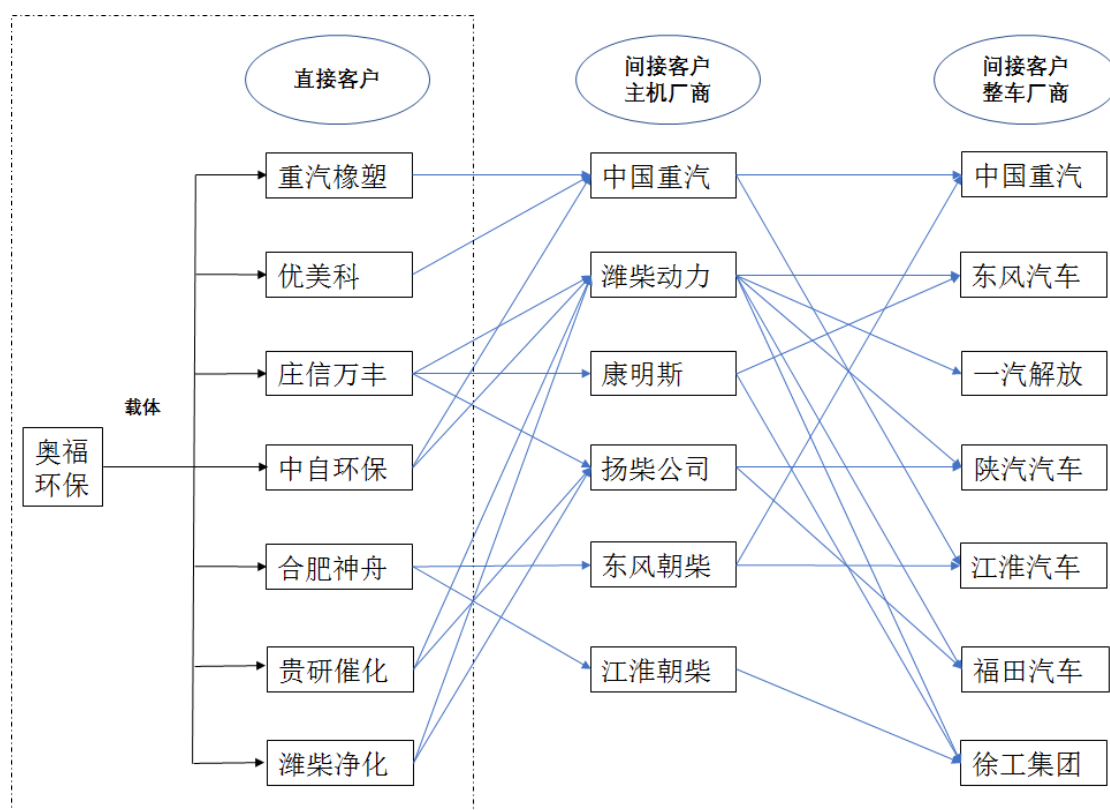 直接客户
间接客户
主机厂商
间接客户
整车厂商
重汽橡塑
中国重汽
中国重汽
优美科
潍柴动力
东风汽车
庄信万丰
康明斯
一汽解放
载体
奥福
环保
中自环保
扬柴公司
陕汽汽车
合肥神舟
东风朝柴
江淮汽车
贵研催化
江淮朝柴
福田汽车
潍柴净化
徐工集团